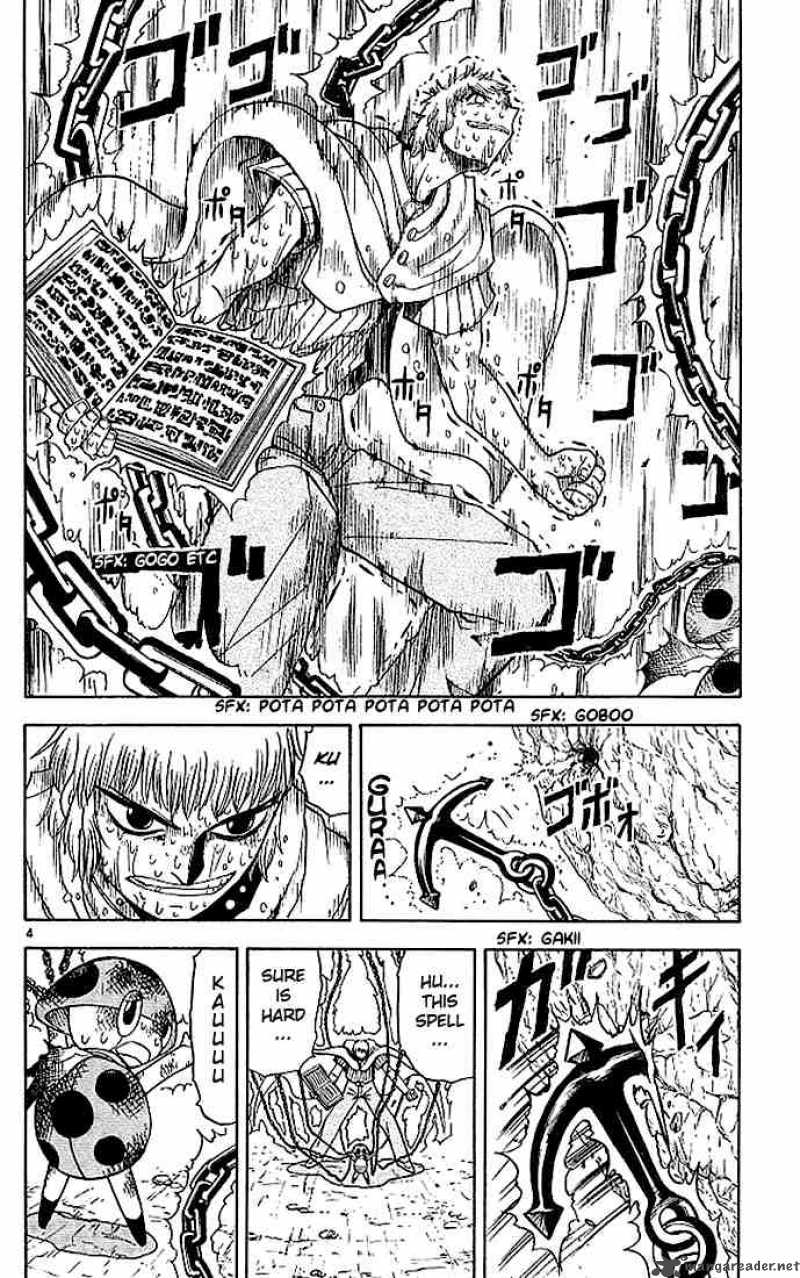 ゴ
ゴ
ゴ
ゴ
ポタ
ポタ
ポタ
ゴ
ゴ
ポタ
ポタ
ゴ
ポタ
SFX: GOGO ETC
ゴ
ゴ
SFX: POTA POTA POTA POTA POTA
SFX: GOBOO
KU
...
GURAA
ゴボォ
4
SFX: GAKII
HU...
THIS
SPELL
SURE
IS
HARD
...
KAUUUU
ガキィ
mangareader.net